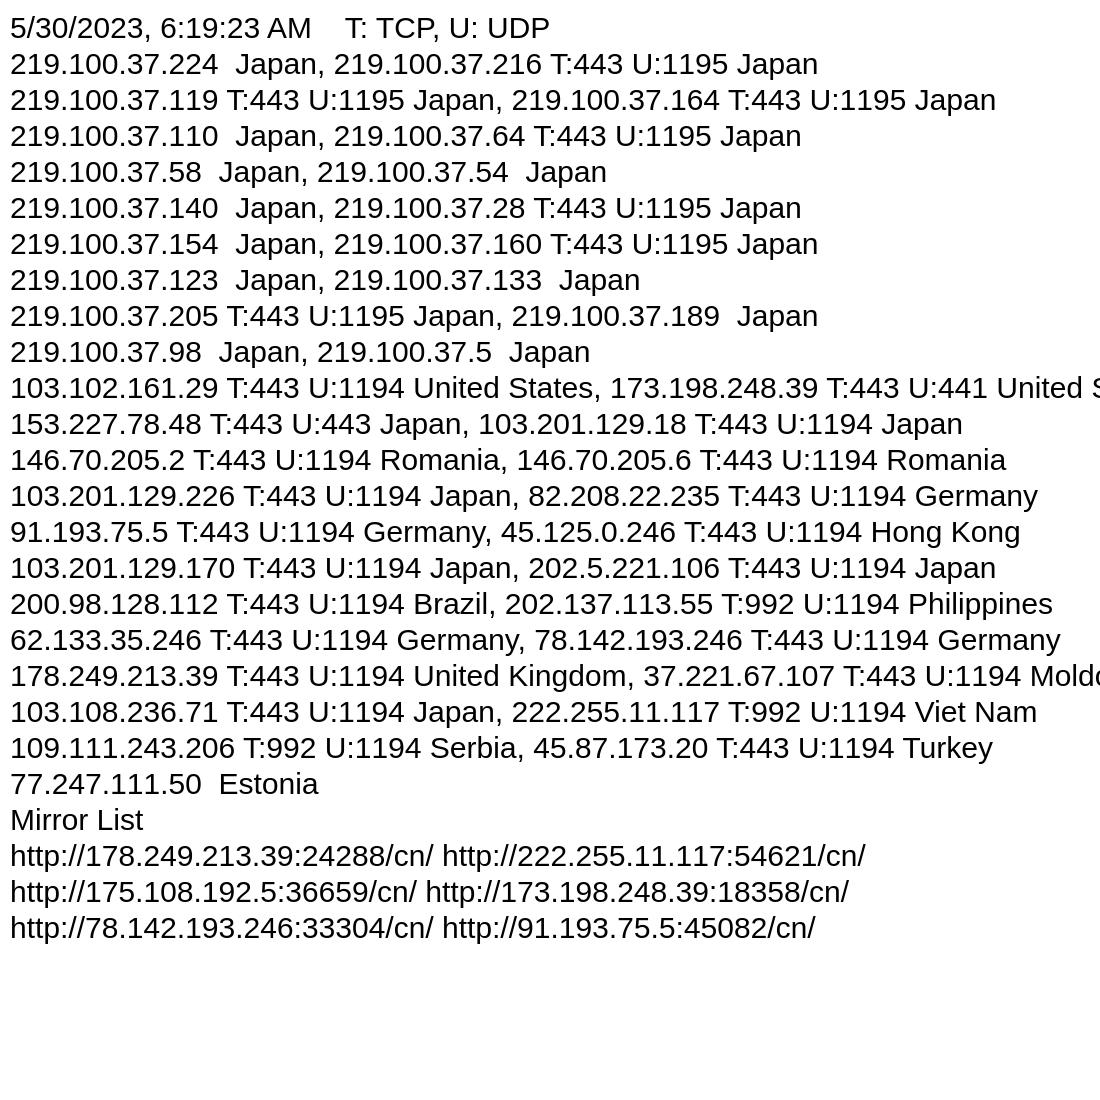 5/30/2023, 6:19:23 AM    T: TCP, U: UDP
219.100.37.224  Japan, 219.100.37.216 T:443 U:1195 Japan
219.100.37.119 T:443 U:1195 Japan, 219.100.37.164 T:443 U:1195 Japan
219.100.37.110  Japan, 219.100.37.64 T:443 U:1195 Japan
219.100.37.58  Japan, 219.100.37.54  Japan
219.100.37.140  Japan, 219.100.37.28 T:443 U:1195 Japan
219.100.37.154  Japan, 219.100.37.160 T:443 U:1195 Japan
219.100.37.123  Japan, 219.100.37.133  Japan
219.100.37.205 T:443 U:1195 Japan, 219.100.37.189  Japan
219.100.37.98  Japan, 219.100.37.5  Japan
103.102.161.29 T:443 U:1194 United States, 173.198.248.39 T:443 U:441 United
153.227.78.48 T:443 U:443 Japan, 103.201.129.18 T:443 U:1194 Japan
146.70.205.2 T:443 U:1194 Romania, 146.70.205.6 T:443 U:1194 Romania
103.201.129.226 T:443 U:1194 Japan, 82.208.22.235 T:443 U:1194 Germany
91.193.75.5 T:443 U:1194 Germany, 45.125.0.246 T:443 U:1194 Hong Kong
103.201.129.170 T:443 U:1194 Japan, 202.5.221.106 T:443 U:1194 Japan
200.98.128.112 T:443 U:1194 Brazil, 202.137.113.55 T:992 U:1194 Philippines
62.133.35.246 T:443 U:1194 Germany, 78.142.193.246 T:443 U:1194 Germany
178.249.213.39 T:443 U:1194 United Kingdom, 37.221.67.107 T:443 U:1194
103.108.236.71 T:443 U:1194 Japan, 222.255.11.117 T:992 U:1194 Viet Nam
109.111.243.206 T:992 U:1194 Serbia, 45.87.173.20 T:443 U:1194 Turkey
77.247.111.50  Estonia
Mirror List
http://178.249.213.39:24288/cn/ http://222.255.11.117:54621/cn/
http://175.108.192.5:36659/cn/ http://173.198.248.39:18358/cn/
http://78.142.193.246:33304/cn/ http://91.193.75.5:45082/cn/